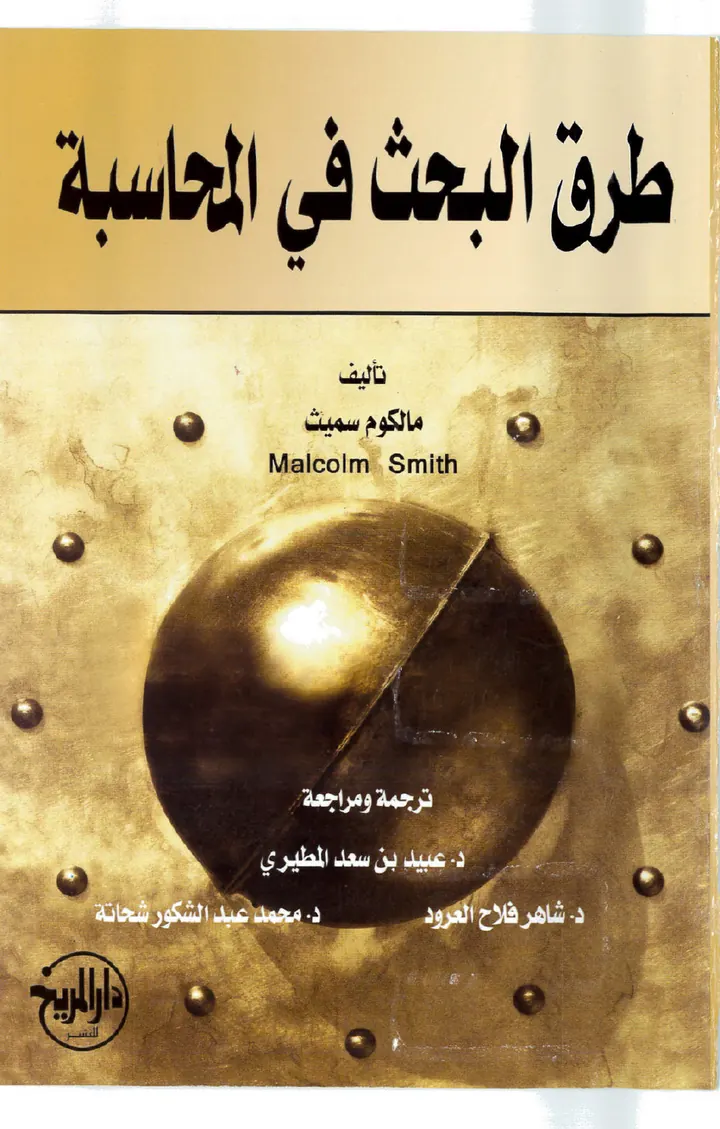 طرق البحث في المحاسبة
تأليف
مالكوم سميث
Malcolm Smith
ترجمة ومراجعة
د. عبيد بن سعد المطيري
د. شاهر فلاح العرود د. محمد عبد الشكور شحاتة
دار المريخ
للنشر